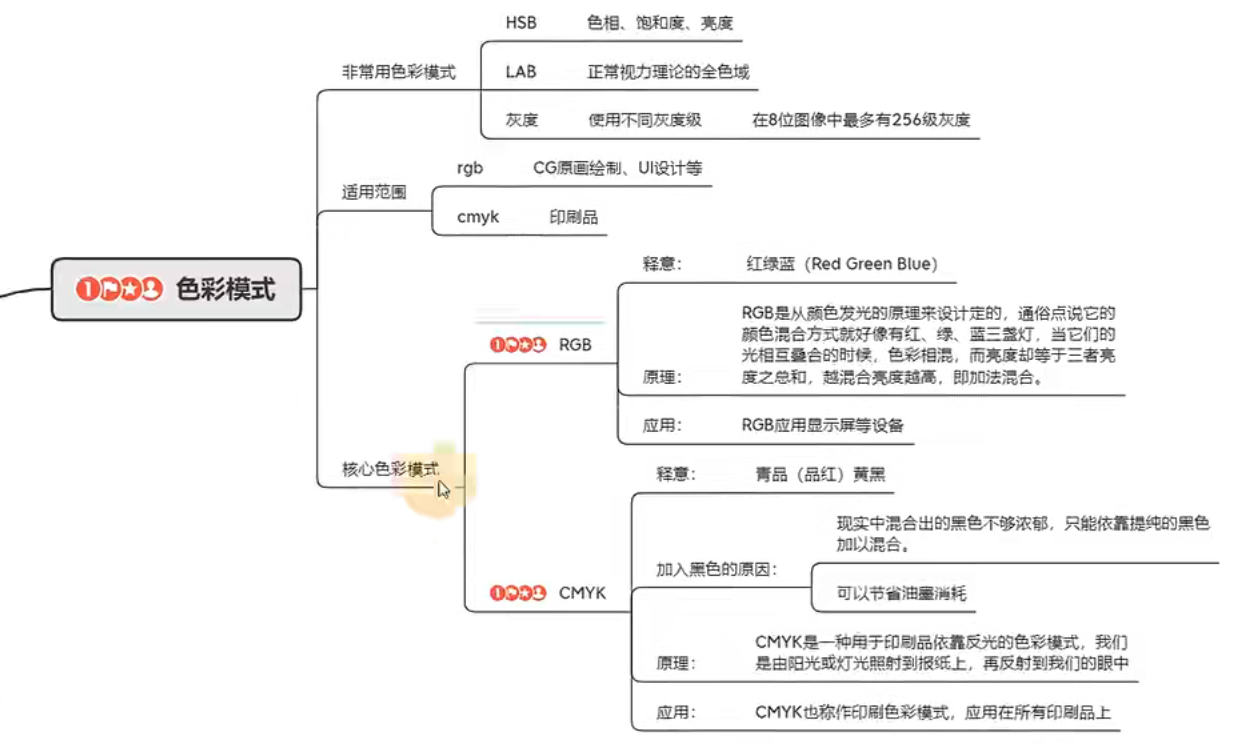 HSB 色相、饱和度、亮度
非常用色彩模式
LAB 正常视力理论的全色域
灰度 使用不同灰度级 在8位图像中最多有256级灰度
rgb CG原画绘制、UI设计等
适用范围
cmyk 印刷品
1 色彩模式
释意： 红绿蓝（Red Green Blue）
1 RGB
RGB是从颜色发光的原理来设计定的，通俗点说它的
颜色混合方式就好像有红、绿、蓝三盏灯，当它们的
光相互叠合的时候，色彩相混，而亮度却等于三者亮
原理： 度之总和，越混合亮度越高，即加法混合。
应用： RGB应用显示屏等设备
核心色彩模式
释意： 青品（品红）黄黑
现实中混合出的黑色不够浓郁，只能依靠提纯的黑色
加以混合。
加入黑色的原因：
可以节省油墨消耗
1 CMYK
CMYK是一种用于印刷品依靠反光的色彩模式，我们
原理： 是由阳光或灯光照射到报纸上，再反射到我们的眼中
应用： CMYK也称作印刷色彩模式，应用在所有印刷品上